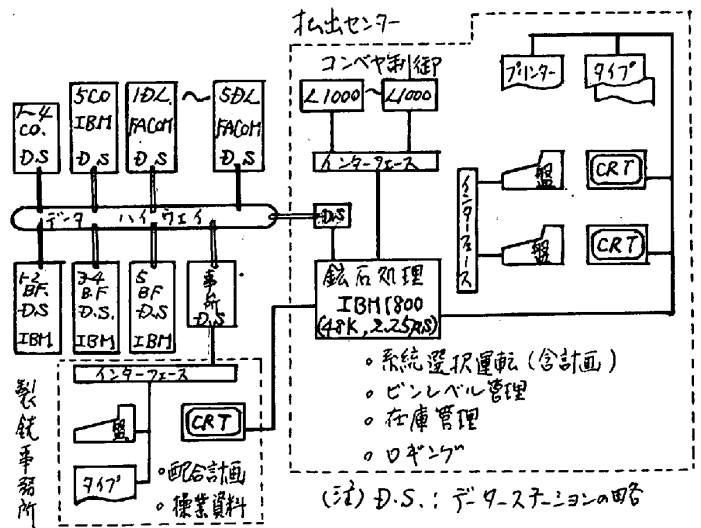 払出センター
コンベヤ制御
L1000 ~ L1000
インターフェース
プリンター
タイプ
1~4
CO.
D.S
5CO
IBM
D.S
1DL.
FACOM
D.S
~
5DL
FACOM
D.S
データ ハイウェイ
D.S
インターフェース
盤
CRT
盤
CRT
1-2
BF.
D.S
IBM
3-4
B.F
D.S.
IBM
5
BF
D.S
IBM
事
務
所
D.S
鉱石処理
IBM1800
(48K, 2.25μS)
・系統選択運転(含計画)
・ビンレベル管理
・在庫管理
・ロギング
製銑事務所
インターフェース
盤
CRT
タイプ
・配合計画
・操業資料
(注) D.S.: データーステーションの略